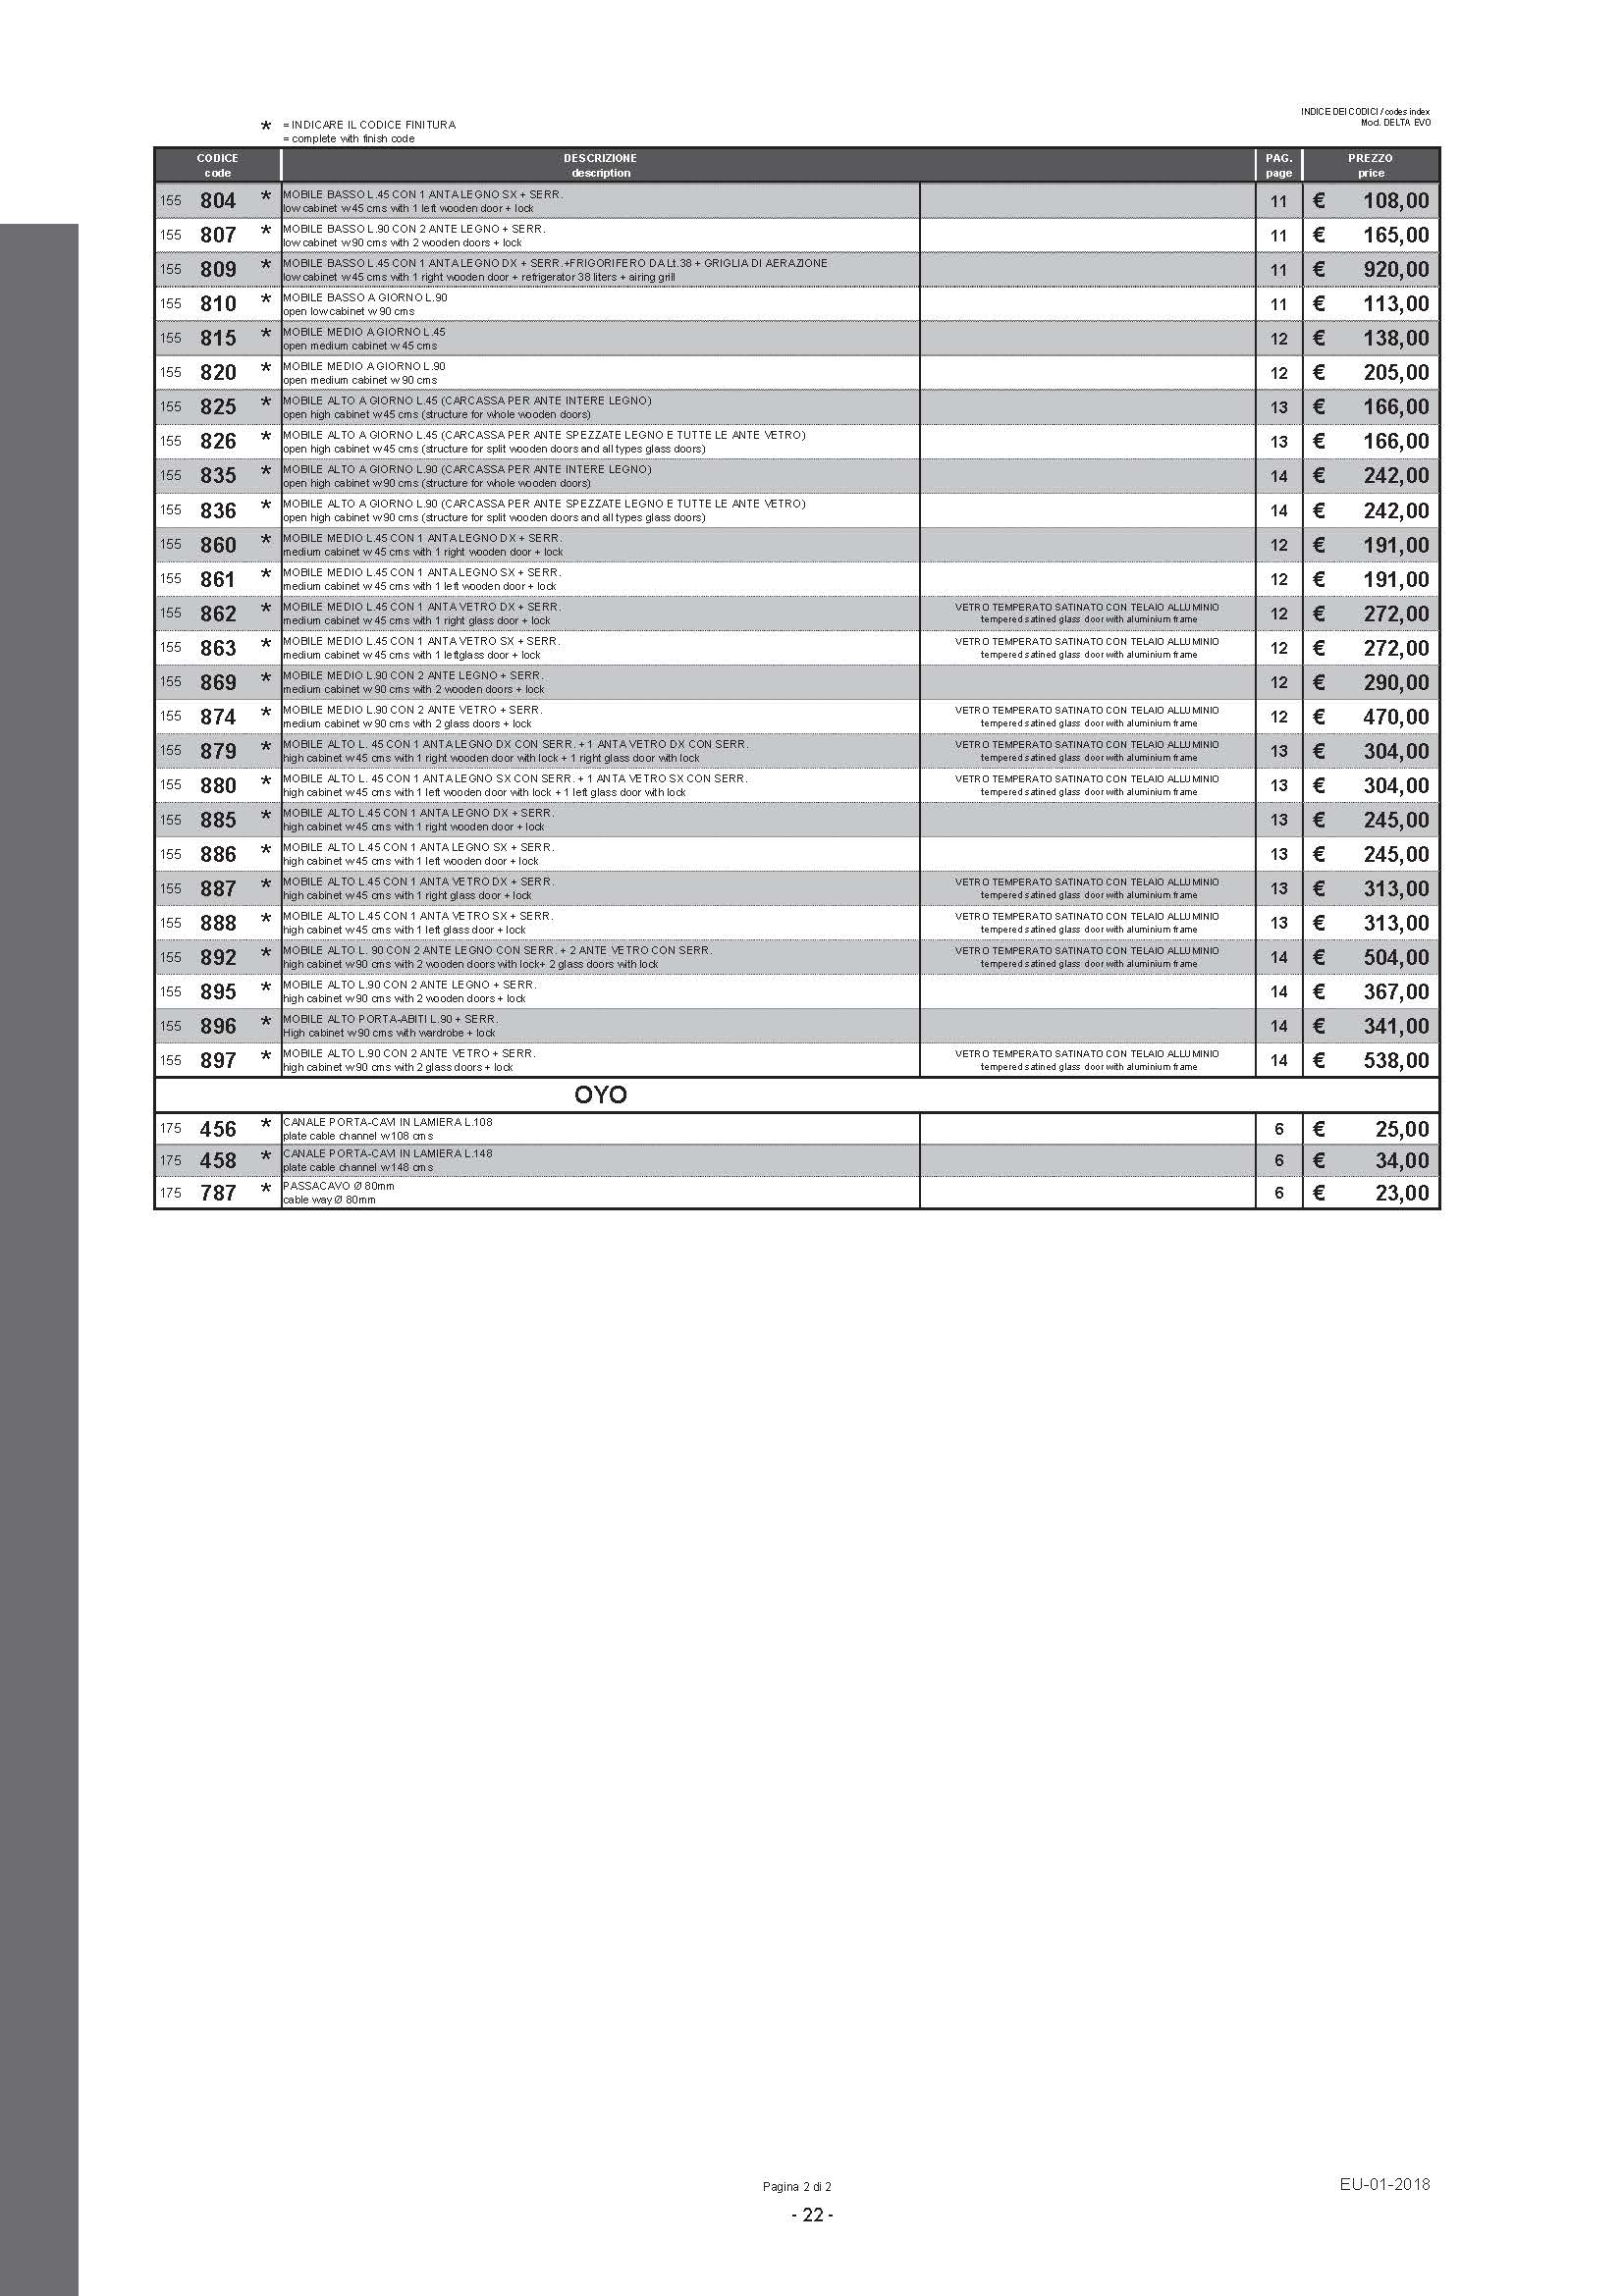 INDICE DEI CODICI / codes index
Mod. DELTA EVO
* = INDICARE IL CODICE FINITURA
= complete with finish code
CODICE DESCRIZIONE PAG. PREZZO
code description page price
155 804 * MOBILE BASSO L.45 CON 1 ANTA LEGNO SX + SERR. 11 € 108,00
low cabinet w 45 cms with 1 left wooden door + lock
155 807 * MOBILE BASSO L.90 CON 2 ANTE LEGNO + SERR. 11 € 165,00
low cabinet w 90 cms with 2 wooden doors + lock
155 809 * MOBILE BASSO L.45 CON 1 ANTA LEGNO DX + SERR.+FRIGORIFERO DA Lt.38 + GRIGLIA DI AERAZIONE 11 € 920,00
low cabinet w 45 cms with 1 right wooden door + refrigerator 38 liters + airing grill
155 810 * MOBILE BASSO A GIORNO L.90 11 € 113,00
open low cabinet w 90 cms
155 815 * MOBILE MEDIO A GIORNO L.45 12 € 138,00
open medium cabinet w 45 cms
155 820 * MOBILE MEDIO A GIORNO L.90 12 € 205,00
open medium cabinet w 90 cms
155 825 * MOBILE ALTO A GIORNO L.45 (CARCASSA PER ANTE INTERE LEGNO) 13 € 166,00
open high cabinet w 45 cms (structure for whole wooden doors)
155 826 * MOBILE ALTO A GIORNO L.45 (CARCASSA PER ANTE SPEZZATE LEGNO E TUTTE LE ANTE VETRO) 13 € 166,00
open high cabinet w 45 cms (structure for split wooden doors and all types glass doors)
155 835 * MOBILE ALTO A GIORNO L.90 (CARCASSA PER ANTE INTERE LEGNO) 14 € 242,00
open high cabinet w 90 cms (structure for whole wooden doors)
155 836 * MOBILE ALTO A GIORNO L.90 (CARCASSA PER ANTE SPEZZATE LEGNO E TUTTE LE ANTE VETRO) 14 € 242,00
open high cabinet w 90 cms (structure for split wooden doors and all types glass doors)
155 860 * MOBILE MEDIO L.45 CON 1 ANTA LEGNO DX + SERR. 12 € 191,00
medium cabinet w 45 cms with 1 right wooden door + lock
155 861 * MOBILE MEDIO L.45 CON 1 ANTA LEGNO SX + SERR. 12 € 191,00
medium cabinet w 45 cms with 1 left wooden door + lock
155 862 * MOBILE MEDIO L.45 CON 1 ANTA VETRO DX + SERR. VETRO TEMPERATO SATINATO CON TELAIO ALLUMINIO 12 € 272,00
medium cabinet w 45 cms with 1 right glass door + lock tempered satined glass door with aluminium frame
155 863 * MOBILE MEDIO L.45 CON 1 ANTA VETRO SX + SERR. VETRO TEMPERATO SATINATO CON TELAIO ALLUMINIO 12 € 272,00
medium cabinet w 45 cms with 1 leftglass door + lock tempered satined glass door with aluminium frame
155 869 * MOBILE MEDIO L.90 CON 2 ANTE LEGNO + SERR. 12 € 290,00
medium cabinet w 90 cms with 2 wooden doors + lock
155 874 * MOBILE MEDIO L.90 CON 2 ANTE VETRO + SERR. VETRO TEMPERATO SATINATO CON TELAIO ALLUMINIO 12 € 470,00
medium cabinet w 90 cms with 2 glass doors + lock tempered satined glass door with aluminium frame
155 879 * MOBILE ALTO L. 45 CON 1 ANTA LEGNO DX CON SERR. + 1 ANTA VETRO DX CON SERR. VETRO TEMPERATO SATINATO CON TELAIO ALLUMINIO 13 € 304,00
high cabinet w 45 cms with 1 right wooden door with lock + 1 right glass door with lock tempered satined glass door with aluminium frame
155 880 * MOBILE ALTO L. 45 CON 1 ANTA LEGNO SX CON SERR. + 1 ANTA VETRO SX CON SERR. VETRO TEMPERATO SATINATO CON TELAIO ALLUMINIO 13 € 304,00
high cabinet w 45 cms with 1 left wooden door with lock + 1 left glass door with lock tempered satined glass door with aluminium frame
155 885 * MOBILE ALTO L.45 CON 1 ANTA LEGNO DX + SERR. 13 € 245,00
high cabinet w 45 cms with 1 right wooden door + lock
155 886 * MOBILE ALTO L.45 CON 1 ANTA LEGNO SX + SERR. 13 € 245,00
high cabinet w 45 cms with 1 left wooden door + lock
155 887 * MOBILE ALTO L.45 CON 1 ANTA VETRO DX + SERR. VETRO TEMPERATO SATINATO CON TELAIO ALLUMINIO 13 € 313,00
high cabinet w 45 cms with 1 right glass door + lock tempered satined glass door with aluminium frame
155 888 * MOBILE ALTO L.45 CON 1 ANTA VETRO SX + SERR. VETRO TEMPERATO SATINATO CON TELAIO ALLUMINIO 13 € 313,00
high cabinet w 45 cms with 1 left glass door + lock tempered satined glass door with aluminium frame
155 892 * MOBILE ALTO L. 90 CON 2 ANTE LEGNO CON SERR. + 2 ANTE VETRO CON SERR. VETRO TEMPERATO SATINATO CON TELAIO ALLUMINIO 14 € 504,00
high cabinet w 90 cms with 2 wooden doors with lock+ 2 glass doors with lock tempered satined glass door with aluminium frame
155 895 * MOBILE ALTO L.90 CON 2 ANTE LEGNO + SERR. 14 € 367,00
high cabinet w 90 cms with 2 wooden doors + lock
155 896 * MOBILE ALTO PORTA-ABITI L.90 + SERR. 14 € 341,00
High cabinet w 90 cms with wardrobe + lock
155 897 * MOBILE ALTO L.90 CON 2 ANTE VETRO + SERR. VETRO TEMPERATO SATINATO CON TELAIO ALLUMINIO 14 € 538,00
high cabinet w 90 cms with 2 glass doors + lock tempered satined glass door with aluminium frame
OYO
175 456 * CANALE PORTA-CAVI IN LAMIERA L.108 6 € 25,00
plate cable channel w 108 cms
175 458 * CANALE PORTA-CAVI IN LAMIERA L.148 6 € 34,00
plate cable channel w 148 cms
175 787 * PASSACAVO Ø 80mm 6 € 23,00
cable way Ø 80mm
Pagina 2 di 2
EU-01-2018
- 22 -